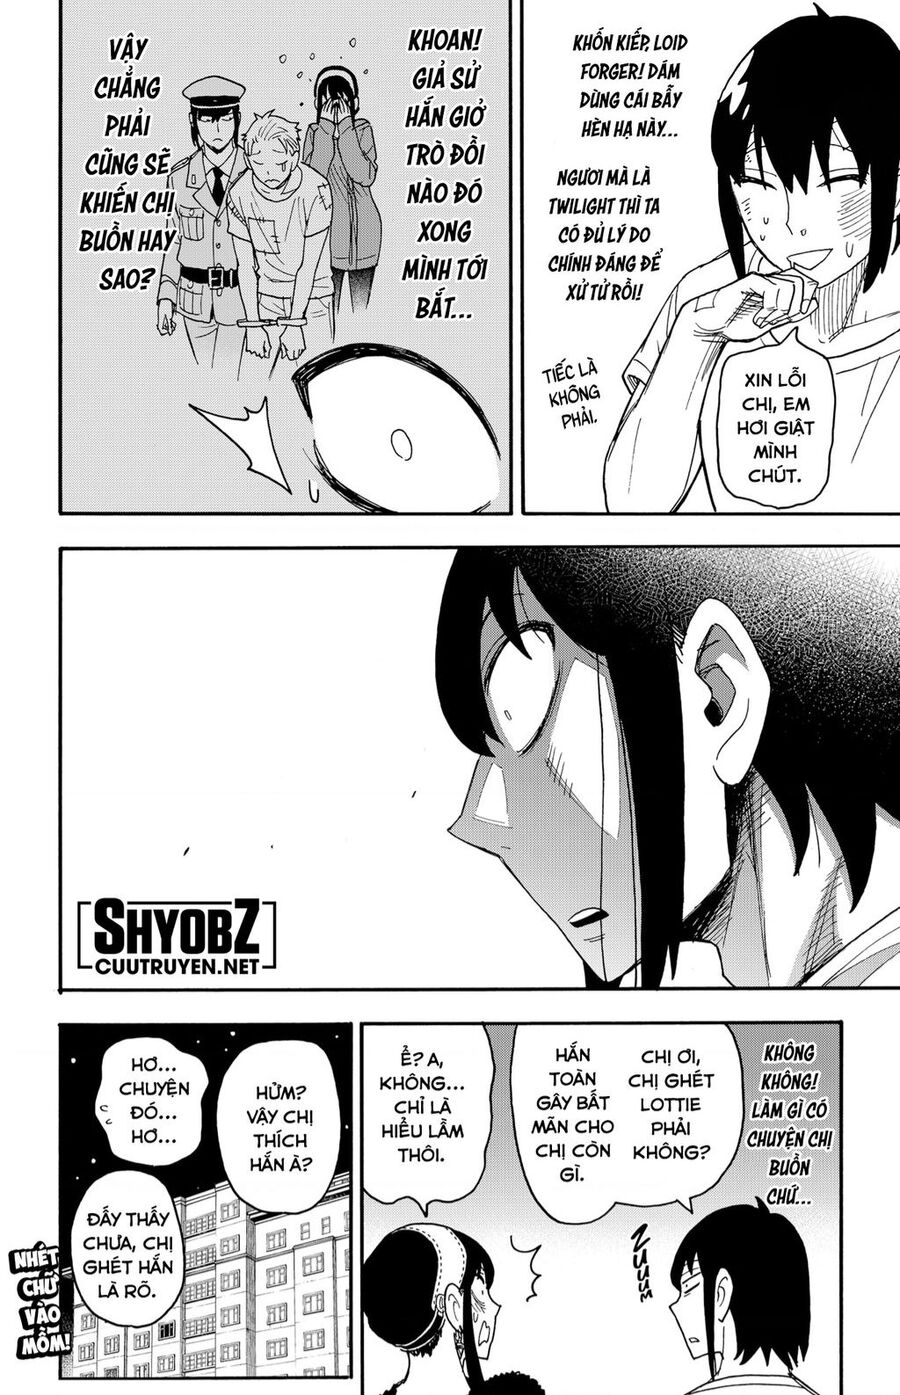 KHỐN KIẾP, LOID
FORGER! DÁM
DÙNG CÁI BẪY
HÈN HẠ NÀY...
NGƯƠI MÀ LÀ
TWILIGHT THÌ TA
CÓ ĐỦ LÝ DO
CHÍNH ĐÁNG ĐỂ
XỬ TỬ RỒI!
TIẾC LÀ
KHÔNG
PHẢI.
XIN LỖI
CHỊ, EM
HƠI GIẬT
MÌNH
CHÚT.
KHOAN!
GIẢ SỬ
HẮN GIỞ
TRÒ ĐỒI
NÀO ĐÓ
XONG
MÌNH TỚI
BẮT...
VẬY
CHẲNG
PHẢI
CŨNG SẼ
KHIẾN CHỊ
BUỒN HAY
SAO?
SHYOBZ
CUUTRUYEN.NET
KHÔNG
KHÔNG!
LÀM GÌ CÓ
CHUYỆN CHỊ
BUỒN
CHỨ...
CHỊ ƠI,
CHỊ GHÉT
LOTTIE
PHẢI
KHÔNG?
HẮN
TOÀN
GÂY BẤT
MÃN CHO
CHỊ CÒN
GÌ.
Ể? A,
KHÔNG...
CHỈ LÀ
HIỂU LẦM
THÔI.
ZUUUE
HỬM?
VẬY CHỊ
THÍCH
HẮN À?
HƠ...
CHUYỆN
ĐÓ...
HƠ...
ĐẤY THẤY
CHƯA, CHỊ
GHÉT HẮN
LÀ RÕ.
NHÉT
CHỮ
VÀO
MỒM!